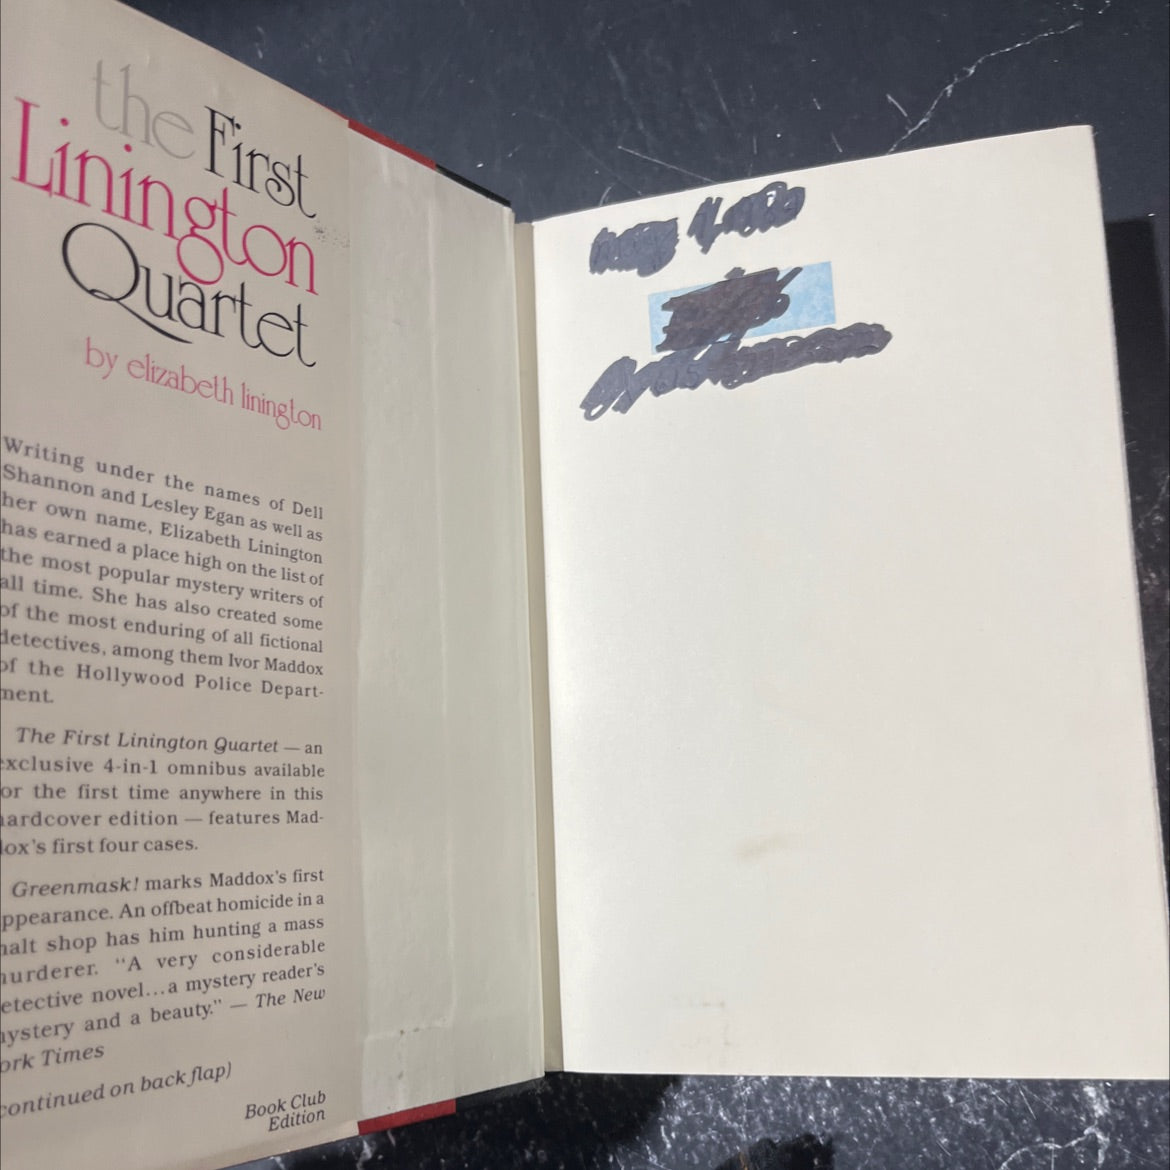 the First
Linington
Quartet
by elizabeth linington
Writing under the names of Dell
Shannon and Lesley Egan as well as
her own name, Elizabeth Linington
has earned a place high on the list of
the most popular mystery writers of
all time. She has also created some
of the most enduring of all fictional
detectives, among them Ivor Maddox
of the Hollywood Police Depart-
ment.
The First Linington Quartet — an
exclusive 4-in-1 omnibus available
for the first time anywhere in this
hardcover edition — features Mad-
dox's first four cases.
Greenmask! marks Maddox's first
appearance. An offbeat homicide in a
malt shop has him hunting a mass
murderer. "A very considerable
detective novel...a mystery reader's
mystery and a beauty." — The New
York Times
(continued on back flap)
Book Club
Edition